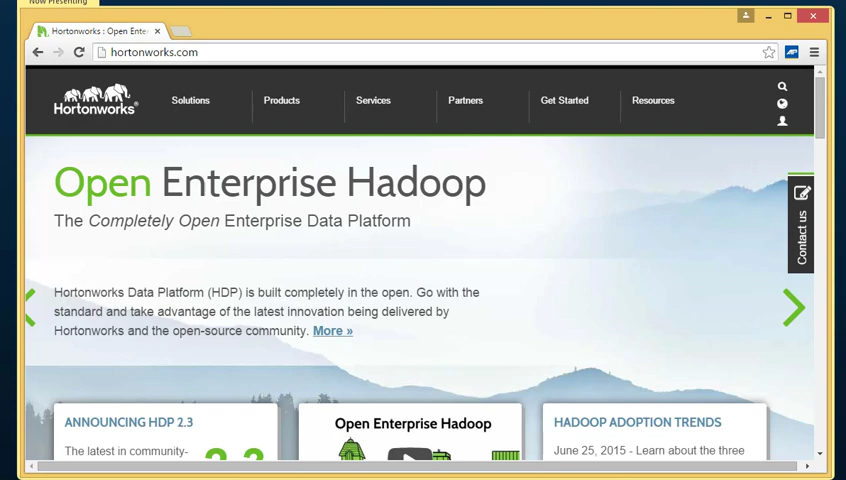 Now Presenting
Hortonworks : Open Ente
hortonworks.com
AP
Hortonworks®
Solutions
Products
Services
Partners
Get Started
Resources
Open Enterprise Hadoop
The Completely Open Enterprise Data Platform
Contact us
Hortonworks Data Platform (HDP) is built completely in the open. Go with the
standard and take advantage of the latest innovation being delivered by
Hortonworks and the open-source community. More »
ANNOUNCING HDP 2.3
The latest in community-
2.3
Open Enterprise Hadoop
HADOOP ADOPTION TRENDS
June 25, 2015 - Learn about the three